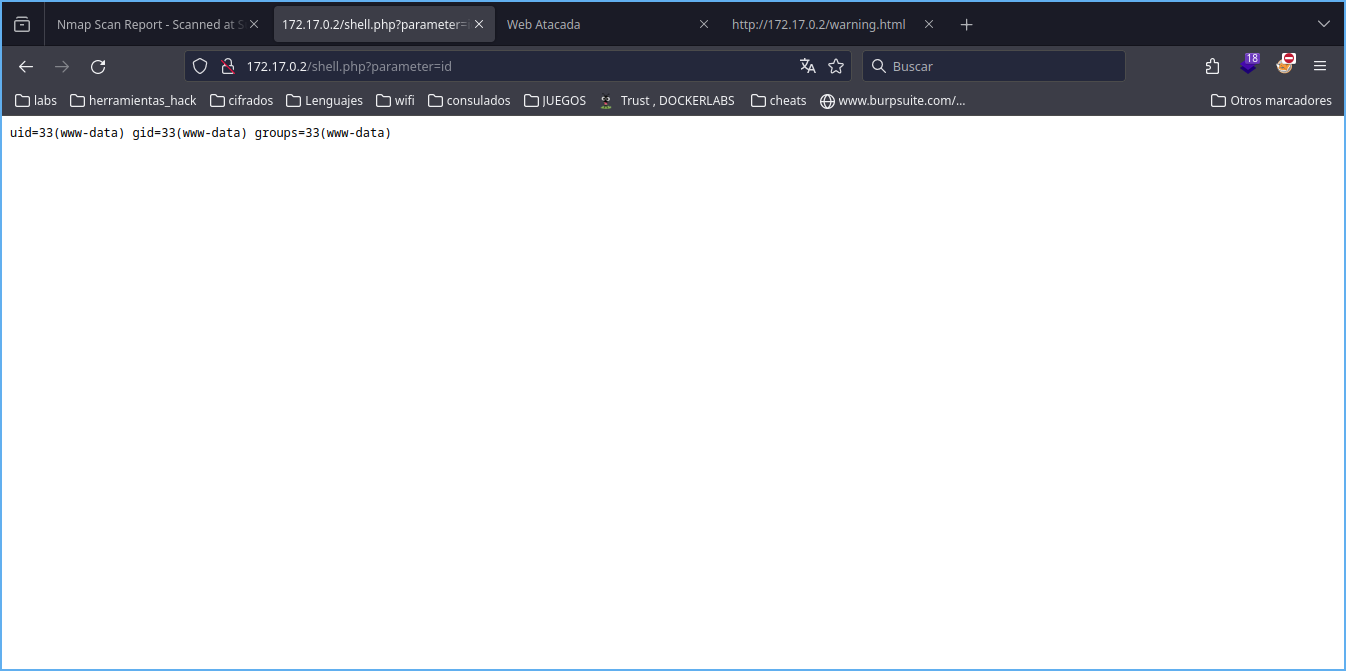 Nmap Scan Report - Scanned at S
172.17.0.2/shell.php?parameter=i
Web Atacada
http://172.17.0.2/warning.html
172.17.0.2/shell.php?parameter=id
Buscar
18
labs
herramientas_hack
cifrados
Lenguajes
wifi
consulados
JUEGOS
Trust , DOCKERLABS
cheats
www.burpsuite.com/...
Otros marcadores
uid=33(www-data) gid=33(www-data) groups=33(www-data)